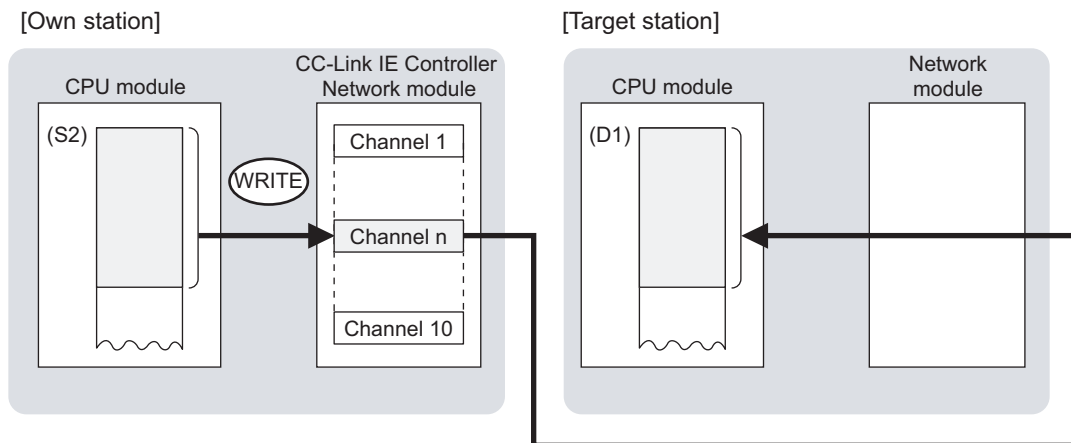 [Own station]
[Target station]
CPU module
CC-Link IE Controller
Network module
(S2)
WRITE
Channel 1
Channel n
Channel 10
CPU module
Network
module
(D1)